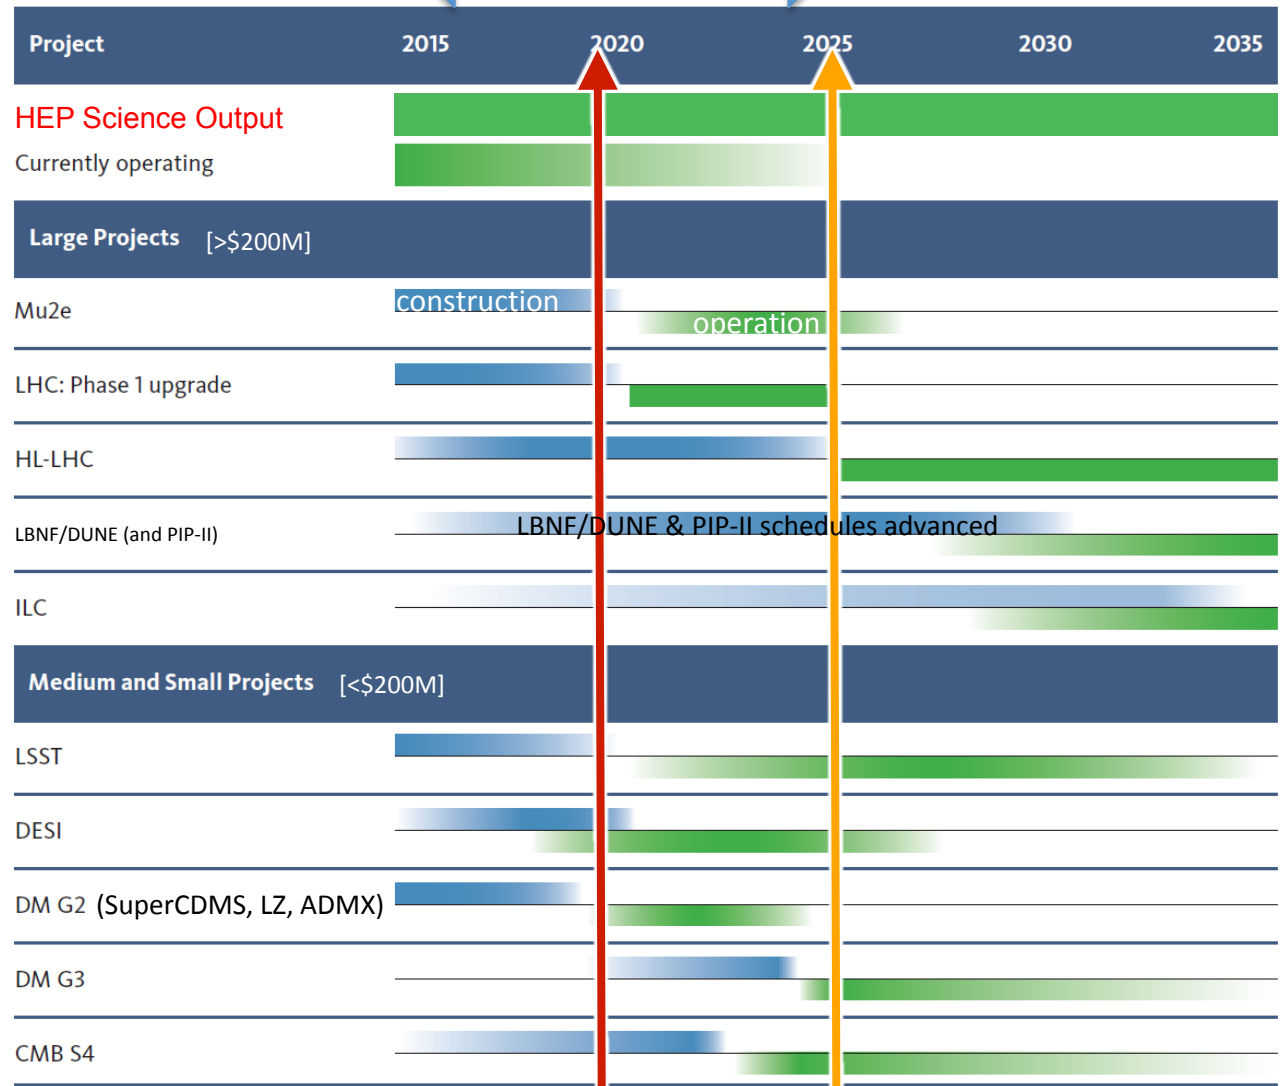 Project 2015 2020 2025 2030 2035
HEP Science Output
Currently operating
Large Projects [>$200M]
Mu2e construction operation
LHC: Phase 1 upgrade
HL-LHC
LBNF/DUNE (and PIP-II) LBNF/DUNE & PIP-II schedules advanced
ILC
Medium and Small Projects [<$200M]
LSST
DESI
DM G2 (SuperCDMS, LZ, ADMX)
DM G3
CMB S4